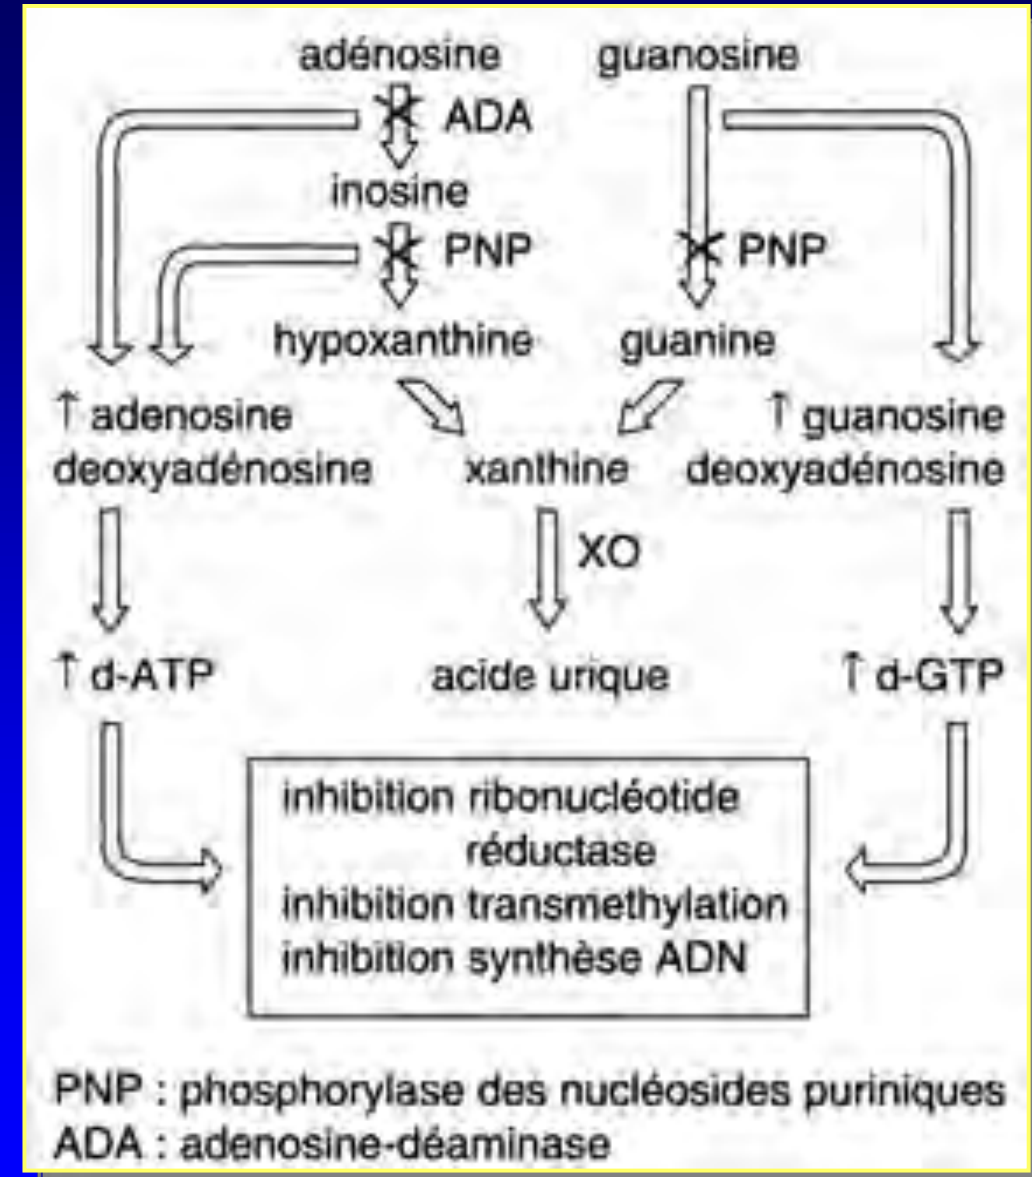 adénosine guanosine
ADA
inosine
PNP PNP
hypoxanthine guanine
↑ adenosine ↑ guanosine
deoxyadénosine xanthine deoxyadénosine
XO
↑ d-ATP acide urique ↑ d-GTP
inhibition ribonucléotide
réductase
inhibition transmethylation
inhibition synthèse ADN
PNP : phosphorylase des nucléosides puriniques
ADA : adenosine-déaminase